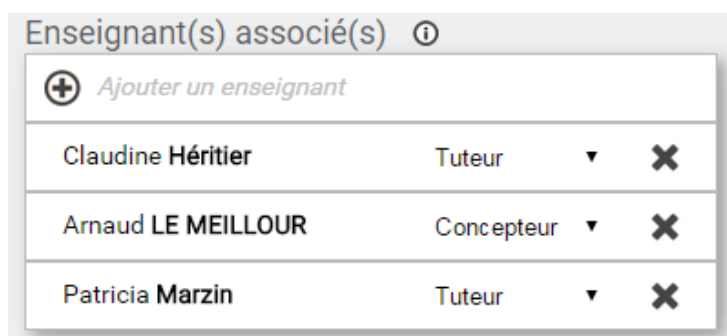 Enseignant(s) associé(s)
Ajouter un enseignant
Claudine Héritier Tuteur
Arnaud LE MEILLOUR Concepteur
Patricia Marzin Tuteur